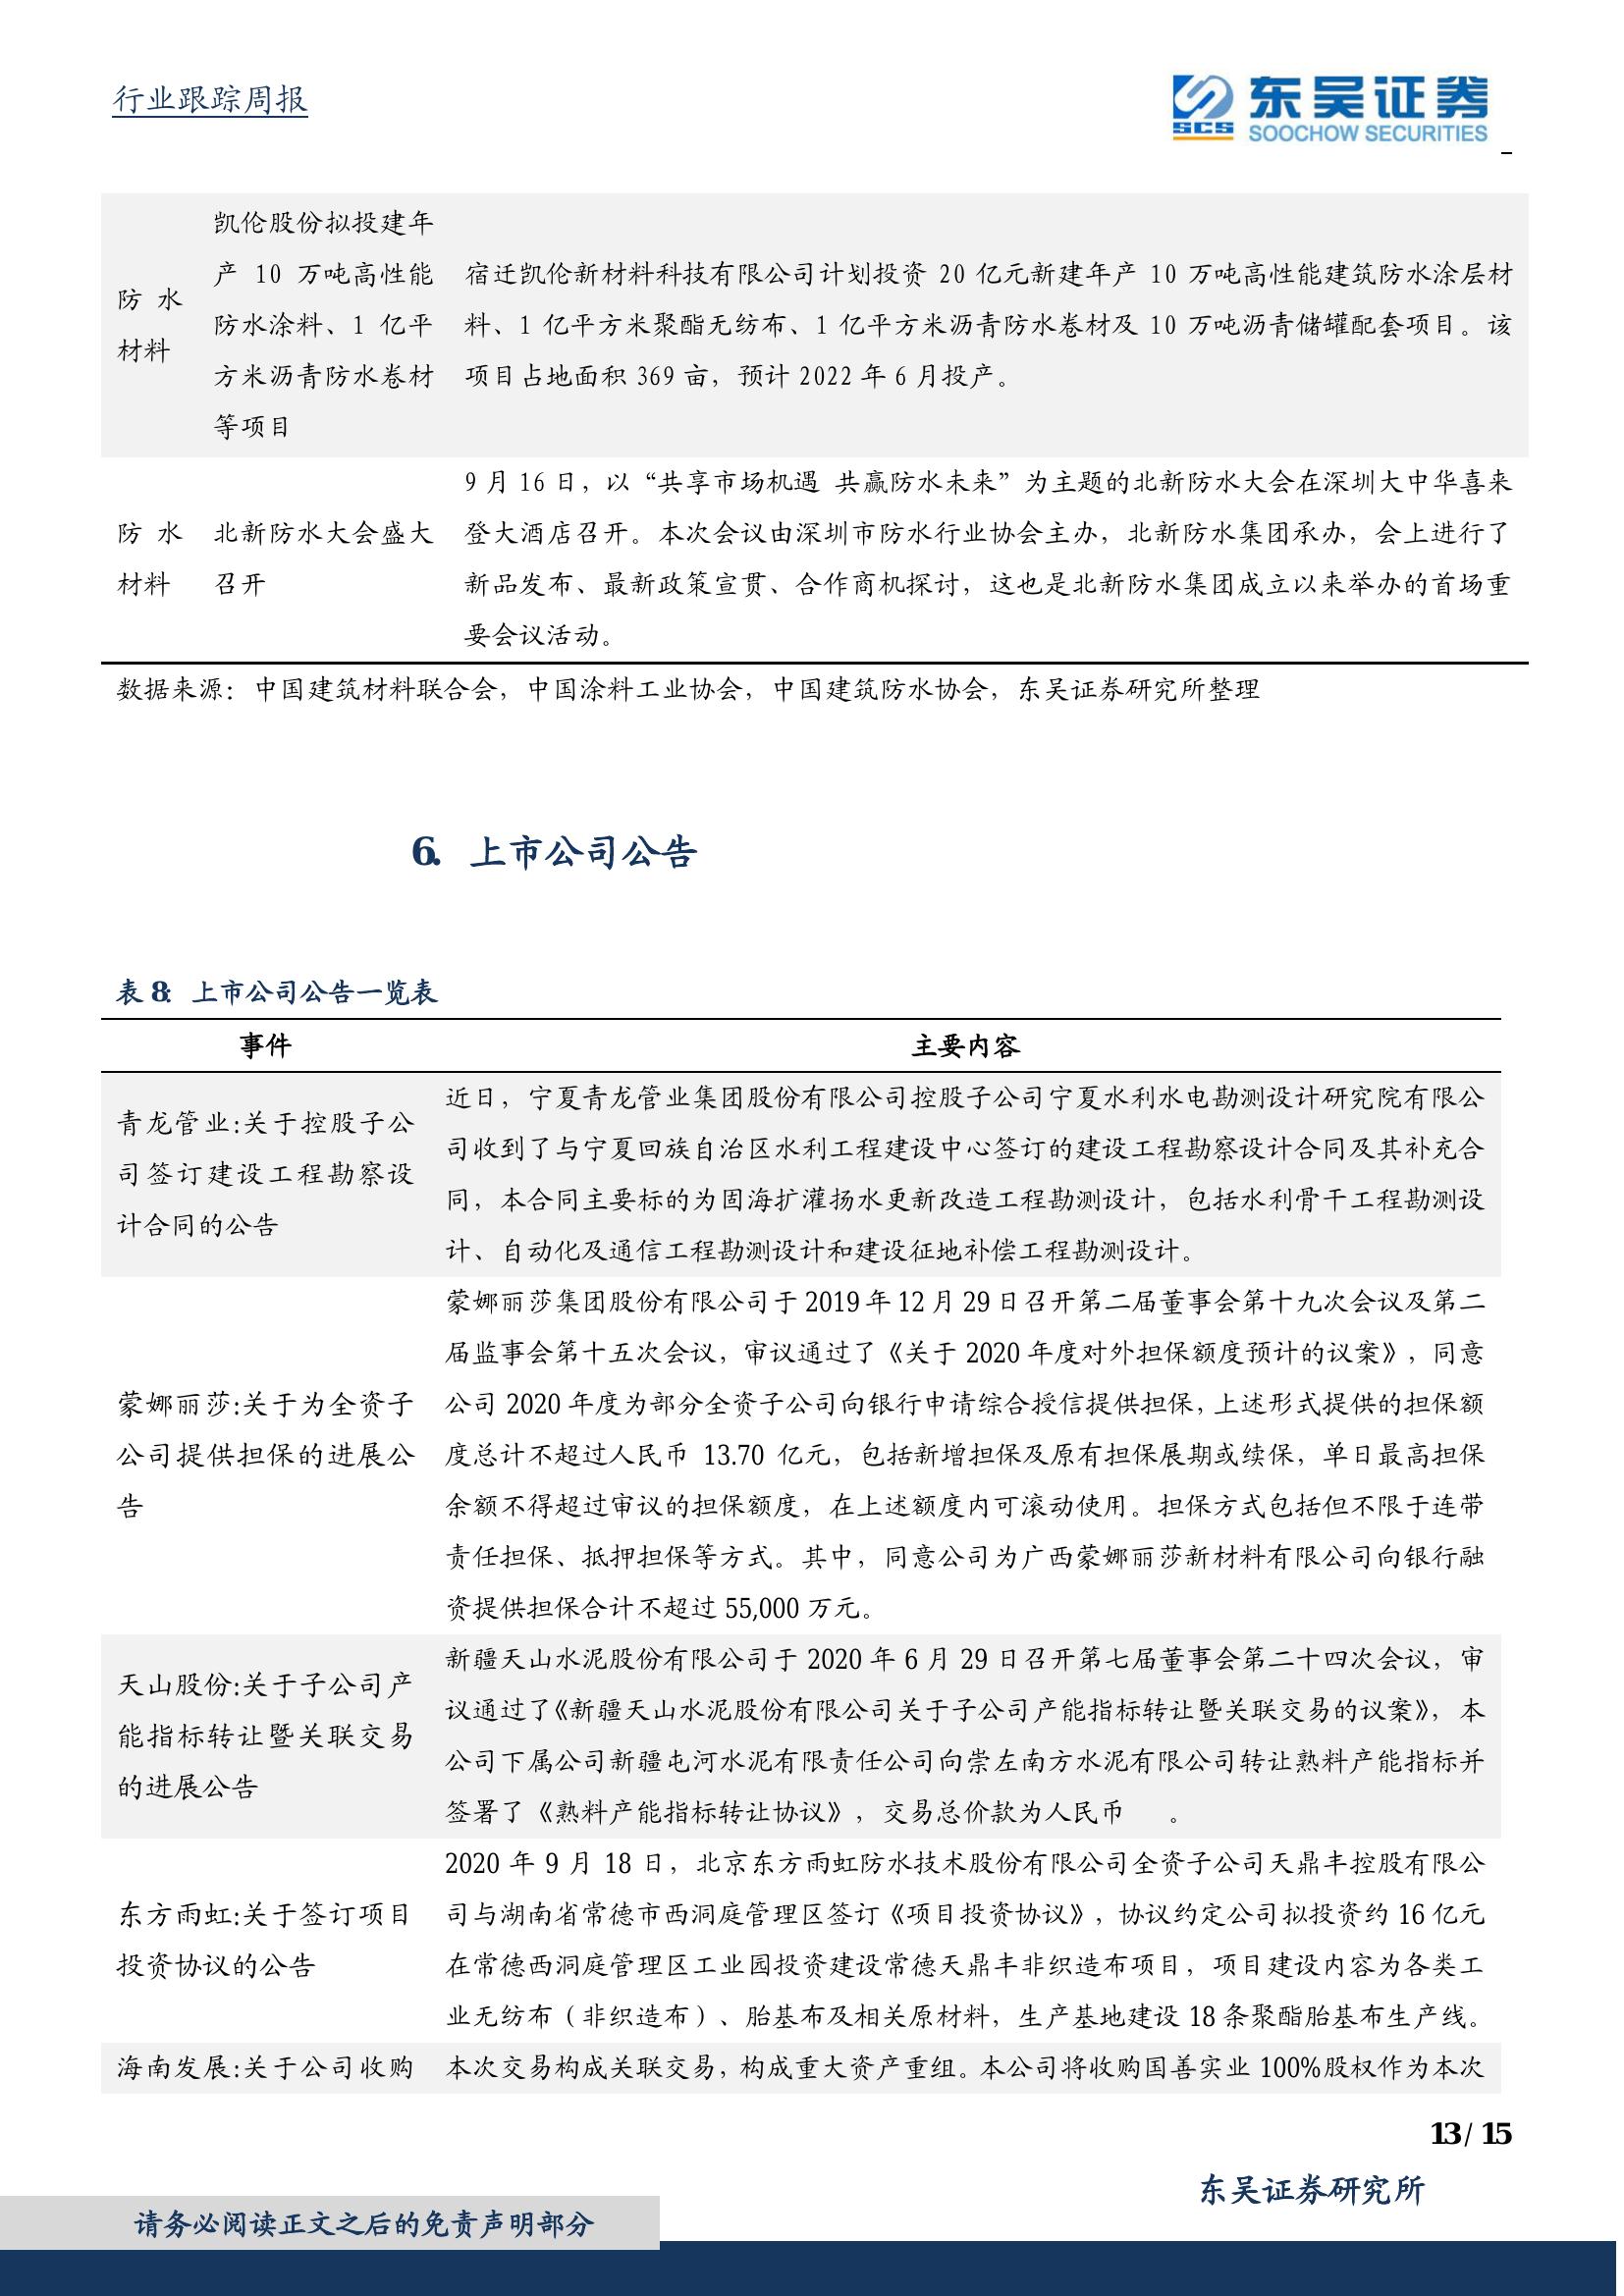 行业跟踪周报
SCS 东吴证券
SOOCHOW SECURITIES
凯伦股份拟投建年
产 10 万吨高性能
防水涂料、1 亿平
方米沥青防水卷材
等项目
防 水
材料
宿迁凯伦新材料科技有限公司计划投资 20 亿元新建年产 10 万吨高性能建筑防水涂层材
料、1 亿平方米聚酯无纺布、1 亿平方米沥青防水卷材及 10 万吨沥青储罐配套项目。该
项目占地面积 369 亩，预计 2022 年 6 月投产。
防 水
材料
北新防水大会盛大
召开
9 月 16 日，以“共享市场机遇 共赢防水未来”为主题的北新防水大会在深圳大中华喜来
登大酒店召开。本次会议由深圳市防水行业协会主办，北新防水集团承办，会上进行了
新品发布、最新政策宣贯、合作商机探讨，这也是北新防水集团成立以来举办的首场重
要会议活动。
数据来源：中国建筑材料联合会，中国涂料工业协会，中国建筑防水协会，东吴证券研究所整理
6. 上市公司公告
表 8: 上市公司公告一览表
事件 主要内容
青龙管业:关于控股子公
司签订建设工程勘察设
计合同的公告
近日，宁夏青龙管业集团股份有限公司控股子公司宁夏水利水电勘测设计研究院有限公
司收到了与宁夏回族自治区水利工程建设中心签订的建设工程勘察设计合同及其补充合
同，本合同主要标的为固海扩灌扬水更新改造工程勘测设计，包括水利骨干工程勘测设
计、自动化及通信工程勘测设计和建设征地补偿工程勘测设计。
蒙娜丽莎:关于为全资子
公司提供担保的进展公
告
蒙娜丽莎集团股份有限公司于 2019 年 12 月 29 日召开第二届董事会第十九次会议及第二
届监事会第十五次会议，审议通过了《关于 2020 年度对外担保额度预计的议案》，同意
公司 2020 年度为部分全资子公司向银行申请综合授信提供担保，上述形式提供的担保额
度总计不超过人民币 13.70 亿元，包括新增担保及原有担保展期或续保，单日最高担保
余额不得超过审议的担保额度，在上述额度内可滚动使用。担保方式包括但不限于连带
责任担保、抵押担保等方式。其中，同意公司为广西蒙娜丽莎新材料有限公司向银行融
资提供担保合计不超过 55,000 万元。
天山股份:关于子公司产
能指标转让暨关联交易
的进展公告
新疆天山水泥股份有限公司于 2020 年 6 月 29 日召开第七届董事会第二十四次会议，审
议通过了《新疆天山水泥股份有限公司关于子公司产能指标转让暨关联交易的议案》，本
公司下属公司新疆屯河水泥有限责任公司向崇左南方水泥有限公司转让熟料产能指标并
签署了《熟料产能指标转让协议》，交易总价款为人民币 。
东方雨虹:关于签订项目
投资协议的公告
2020 年 9 月 18 日，北京东方雨虹防水技术股份有限公司全资子公司天鼎丰控股有限公
司与湖南省常德市西洞庭管理区签订《项目投资协议》，协议约定公司拟投资约 16 亿元
在常德西洞庭管理区工业园投资建设常德天鼎丰非织造布项目，项目建设内容为各类工
业无纺布（非织造布）、胎基布及相关原材料，生产基地建设 18 条聚酯胎基布生产线。
海南发展:关于公司收购
本次交易构成关联交易，构成重大资产重组。本公司将收购国善实业 100%股权作为本次
13 / 15
东吴证券研究所
请务必阅读正文之后的免责声明部分